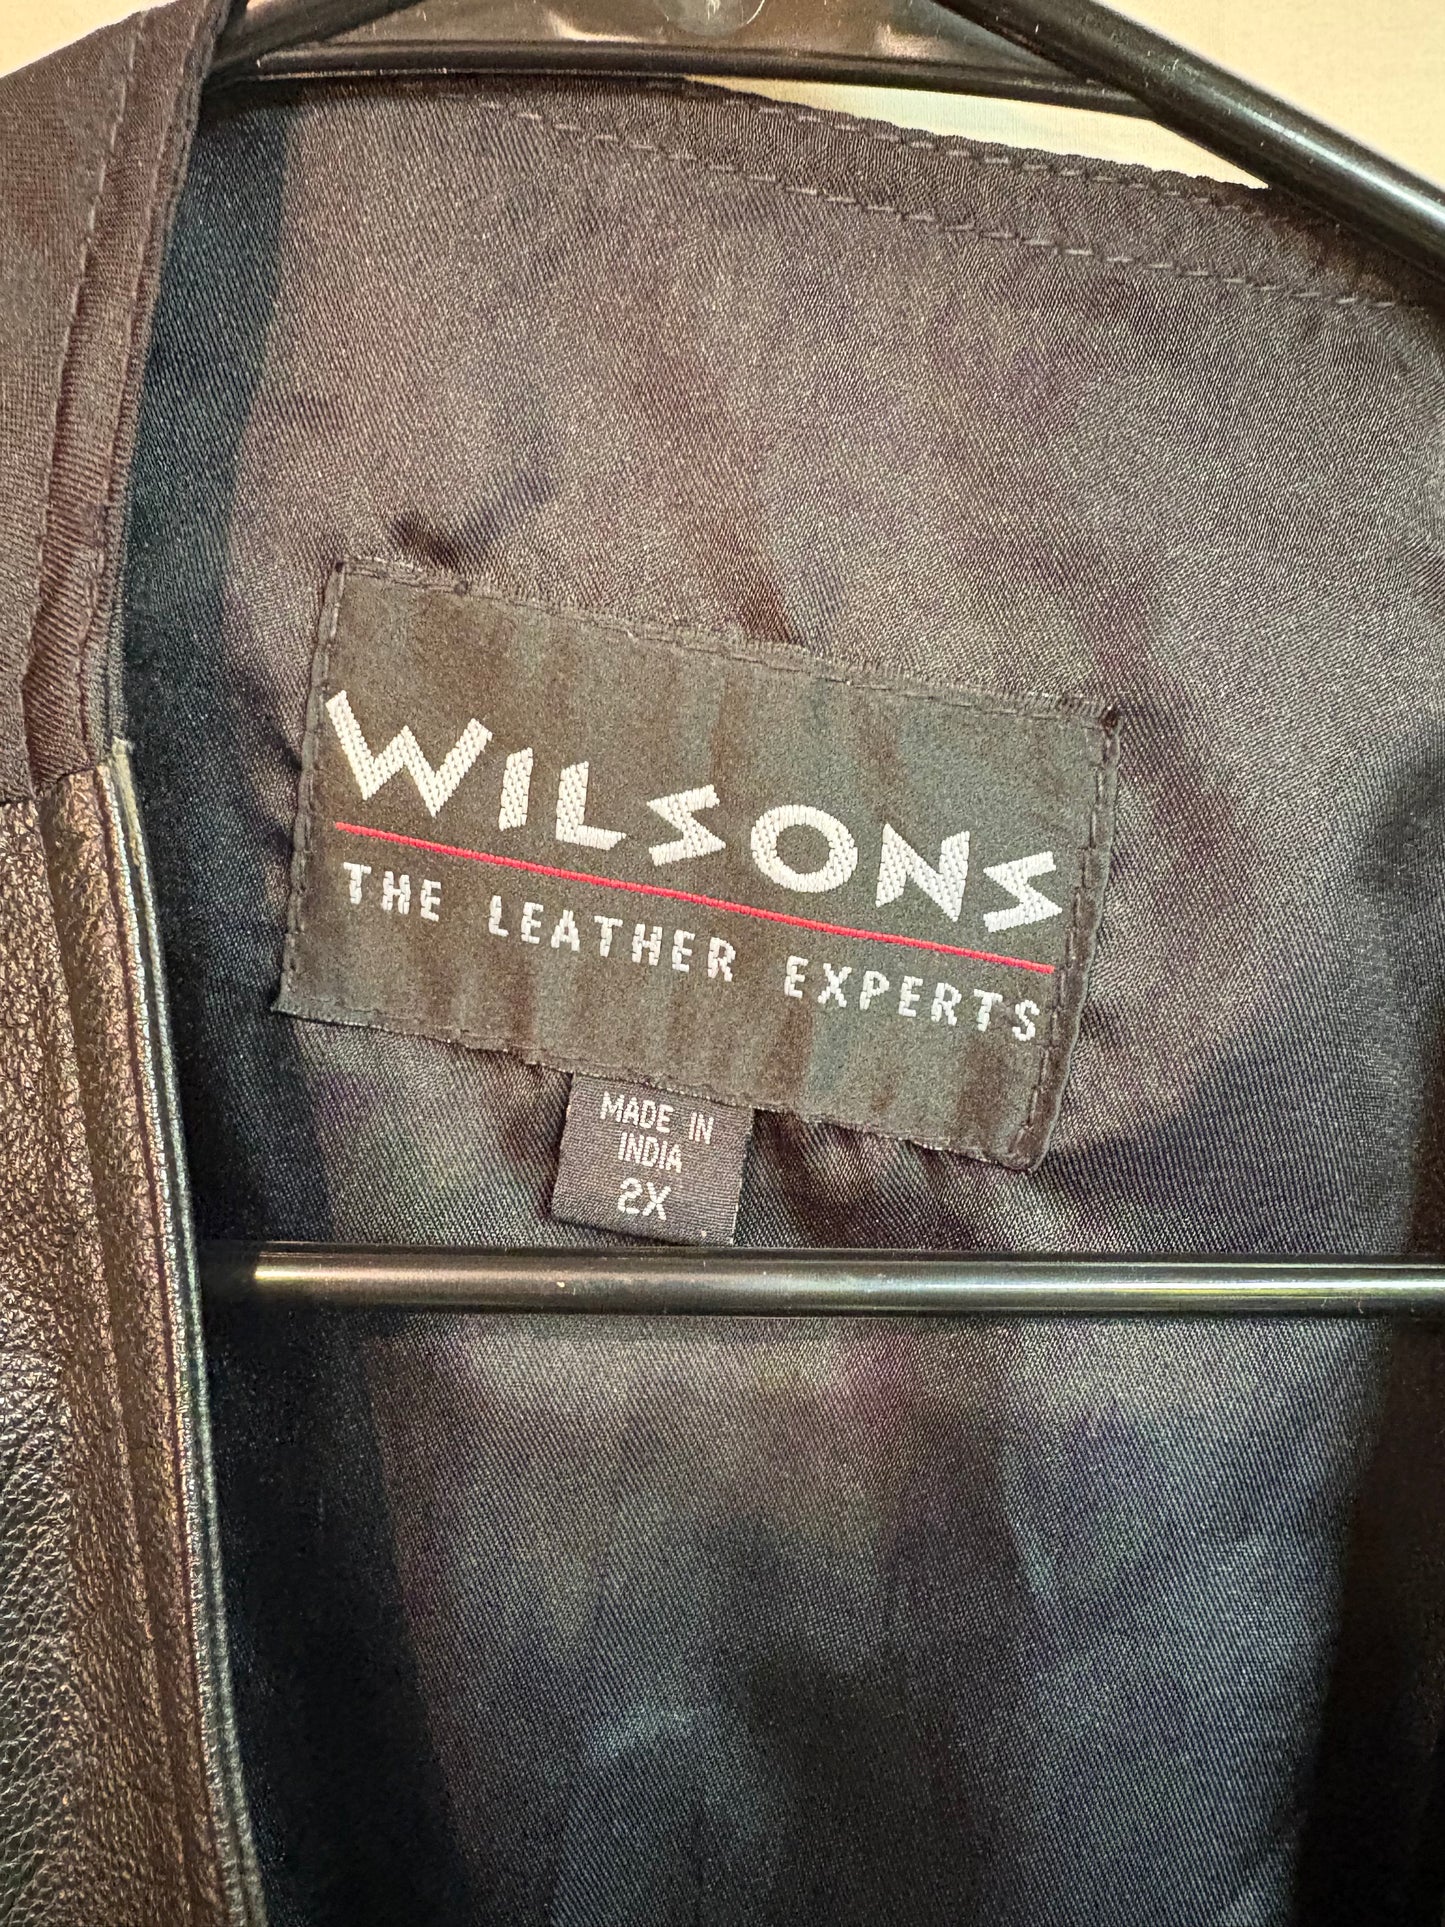 WILSONS
THE LEATHER EXPERTS
MADE IN
INDIA
2X